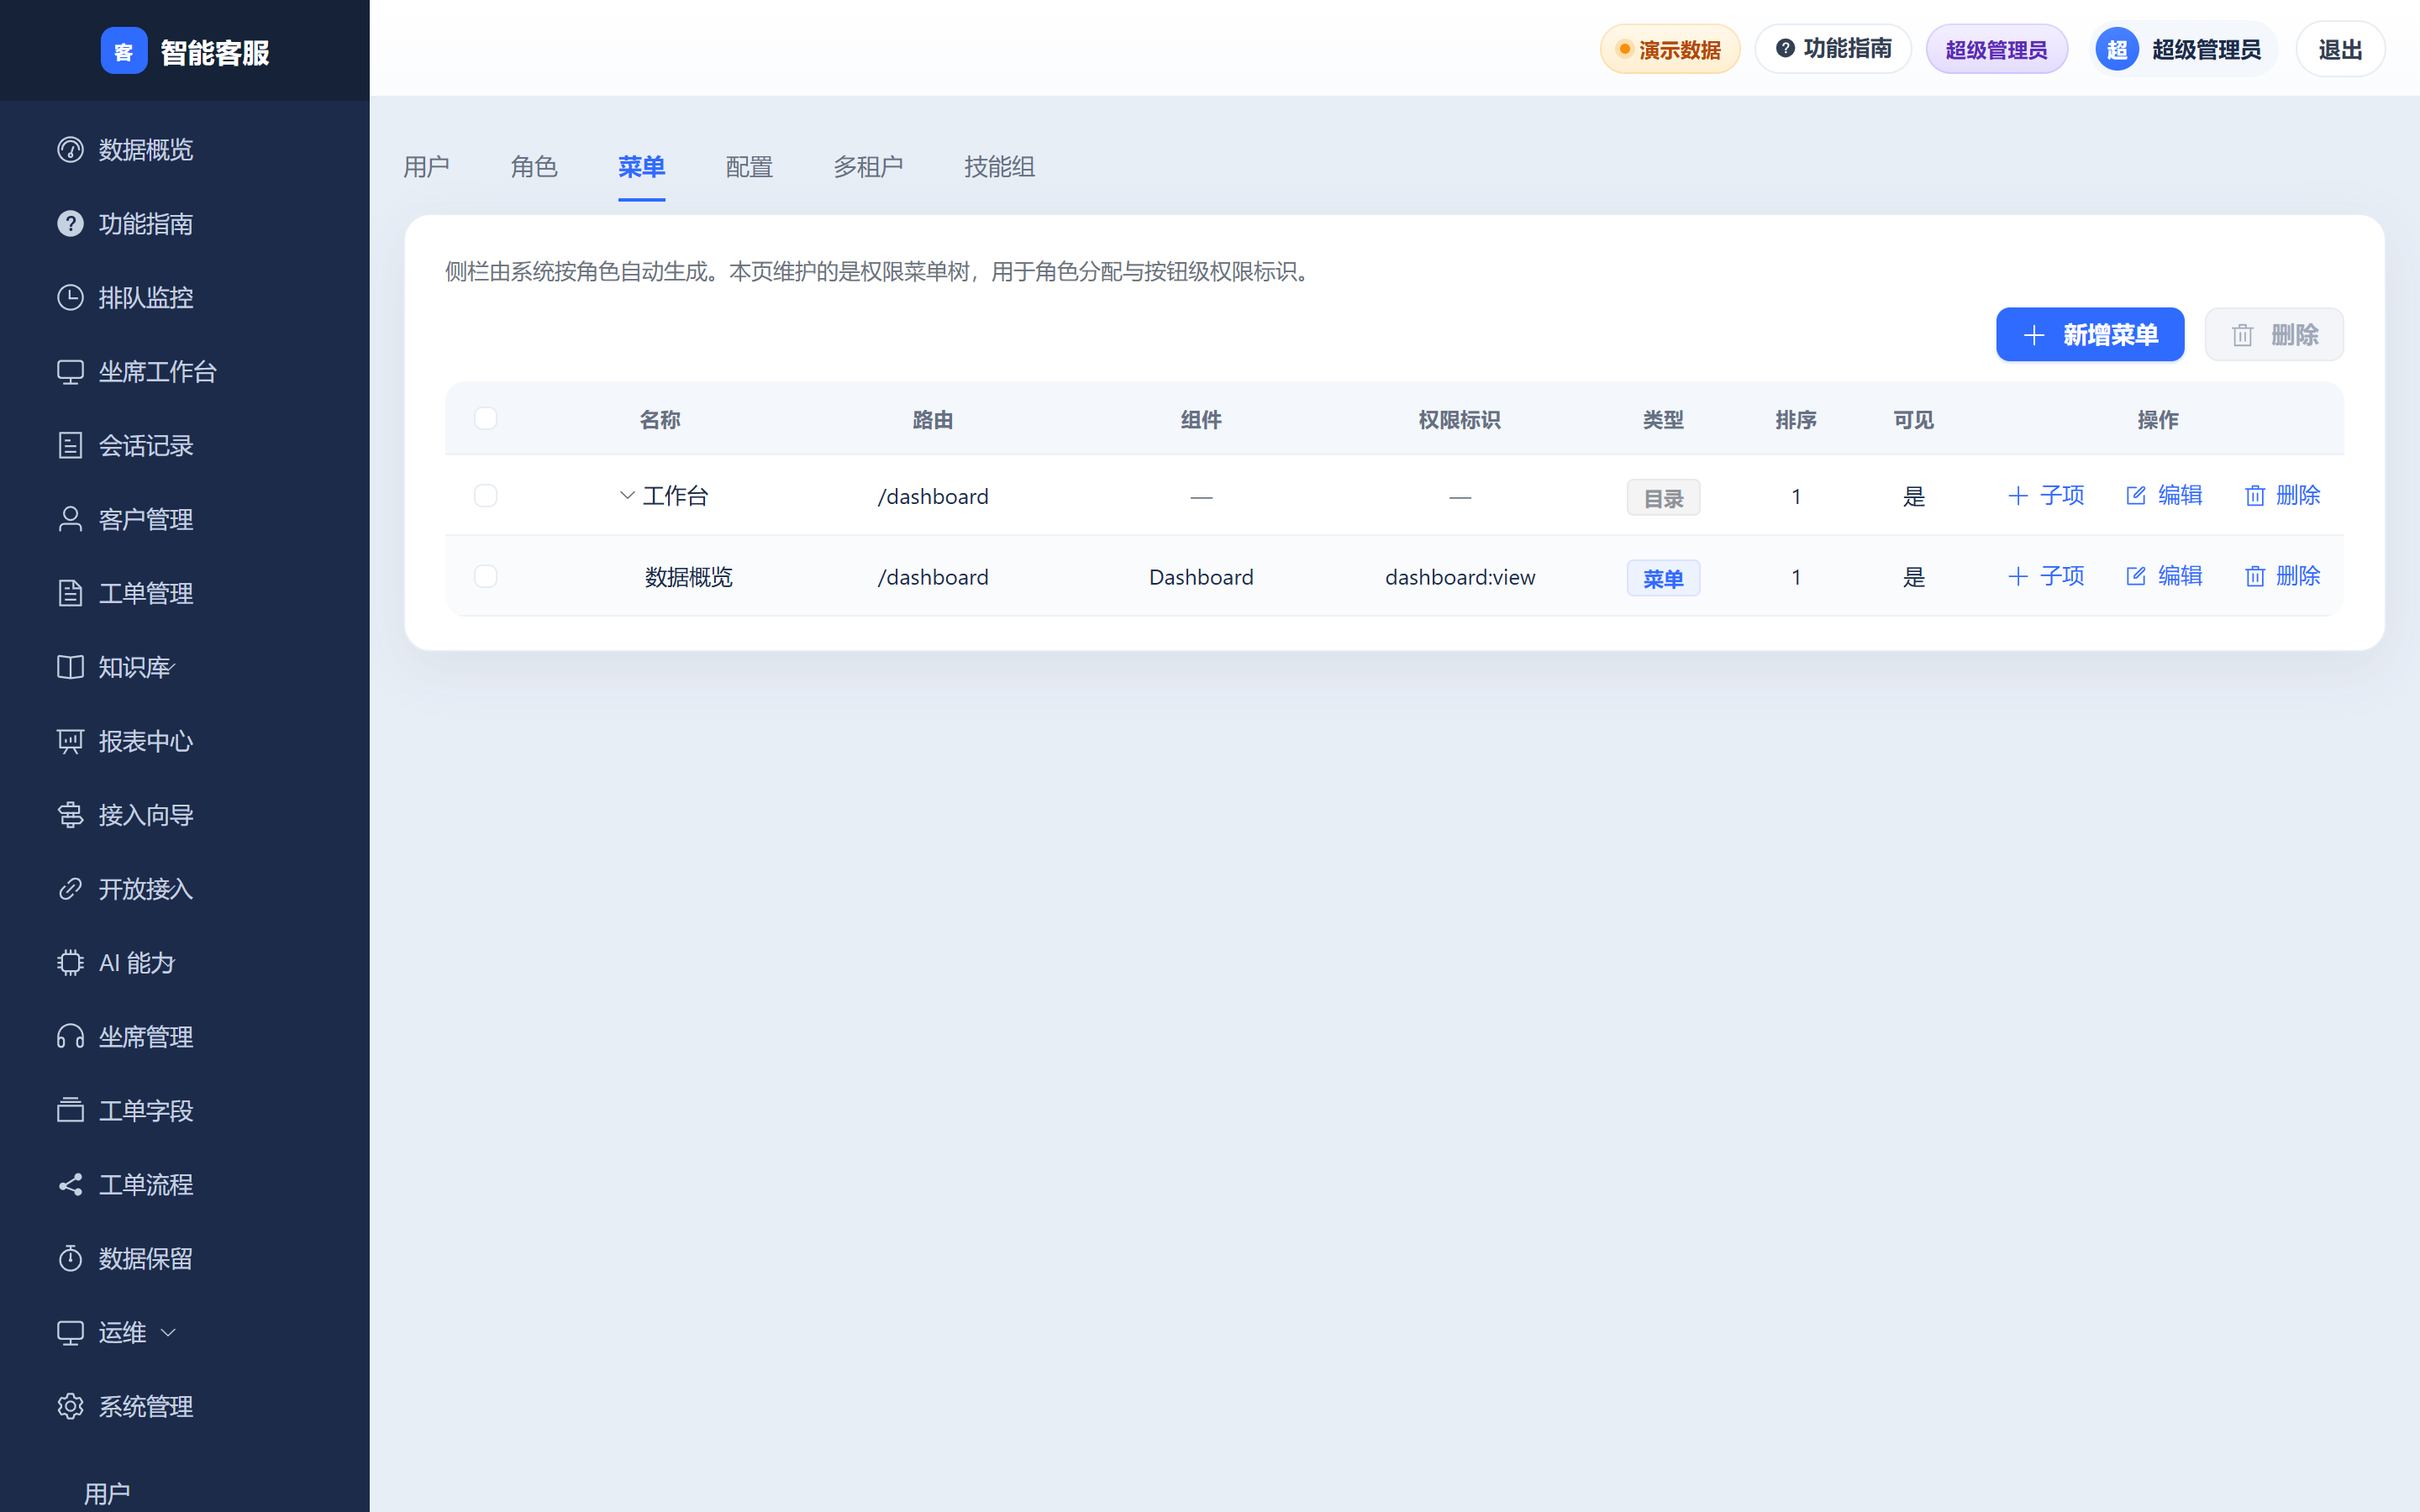 客 智能客服
演示数据 功能指南 超级管理员 超 超级管理员 退出
数据概览
功能指南
排队监控
坐席工作台
会话记录
客户管理
工单管理
知识库
报表中心
接入向导
开放接入
AI 能力
坐席管理
工单字段
工单流程
数据保留
运维
系统管理
用户
用户 角色 菜单 配置 多租户 技能组
侧栏由系统按角色自动生成。本页维护的是权限菜单树，用于角色分配与按钮级权限标识。
新增菜单 删除
名称 路由 组件 权限标识 类型 排序 可见 操作
工作台 /dashboard — — 目录 1 是 子项 编辑 删除
数据概览 /dashboard Dashboard dashboard:view 菜单 1 是 子项 编辑 删除